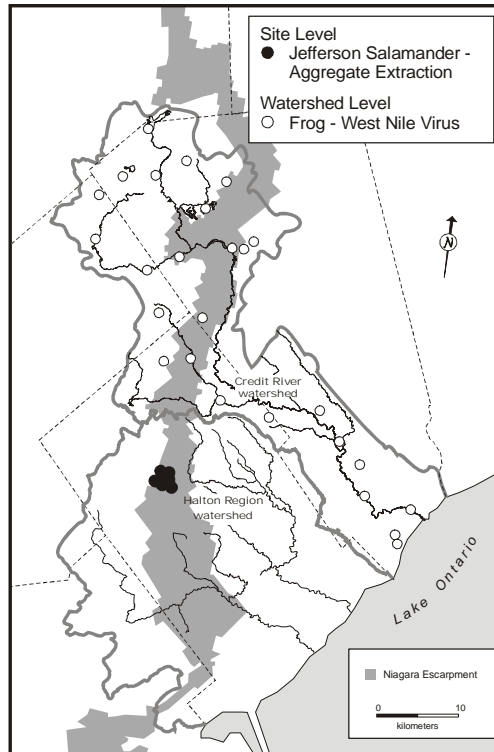 Site Level
Jefferson Salamander -
Aggregate Extraction
Watershed Level
Frog - West Nile Virus
N
Credit River
watershed
Halton Region
watershed
Lake Ontario
Niagara Escarpment
0 10
kilometers